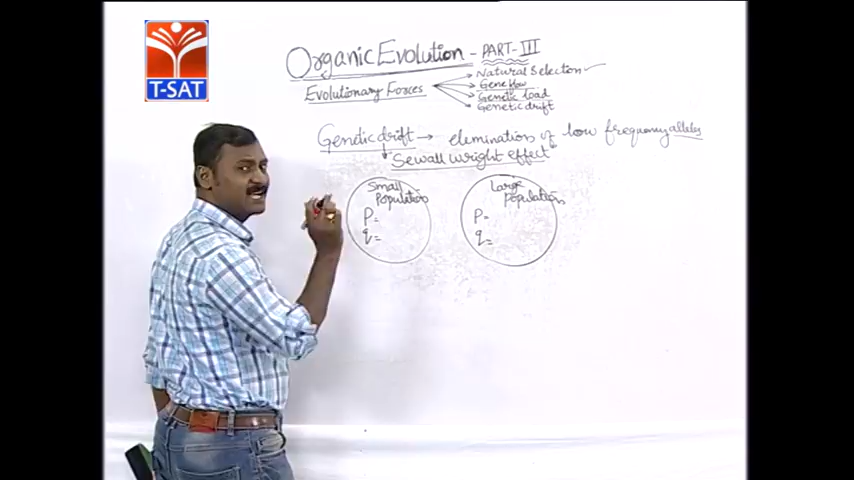 T-SAT
Organic Evolution - PART-III
Evolutionary Forces
Natural Selection
Gene flow
Genetic load
Genetic drift
Genetic drift → elimination of low frequency alleles
Sewall wright effect
Small
Population
P=
q=
Large
Population
P=
q=